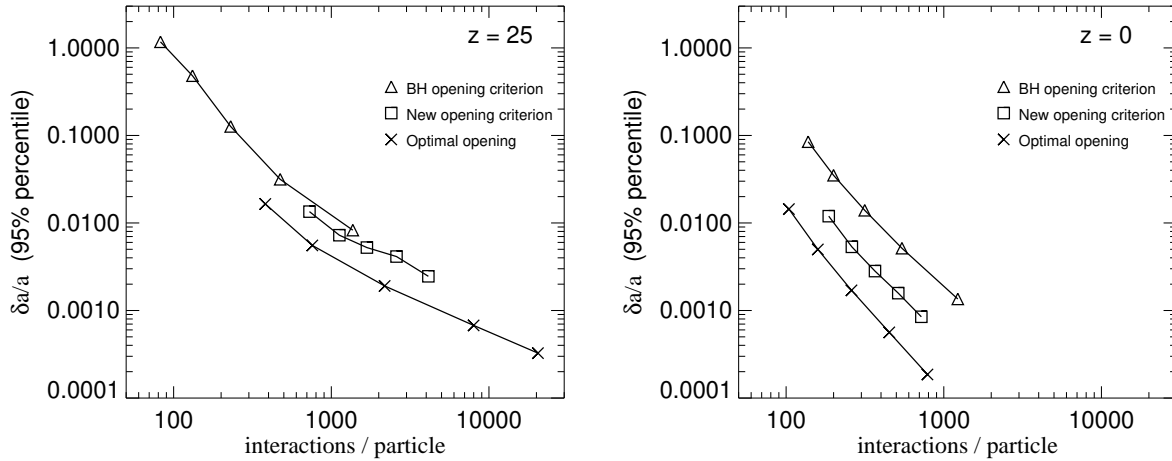 z = 25
BH opening criterion
New opening criterion
Optimal opening
δa/a (95% percentile)
1.0000
0.1000
0.0100
0.0010
0.0001
100
1000
10000
interactions / particle
z = 0
BH opening criterion
New opening criterion
Optimal opening
δa/a (95% percentile)
1.0000
0.1000
0.0100
0.0010
0.0001
100
1000
10000
interactions / particle